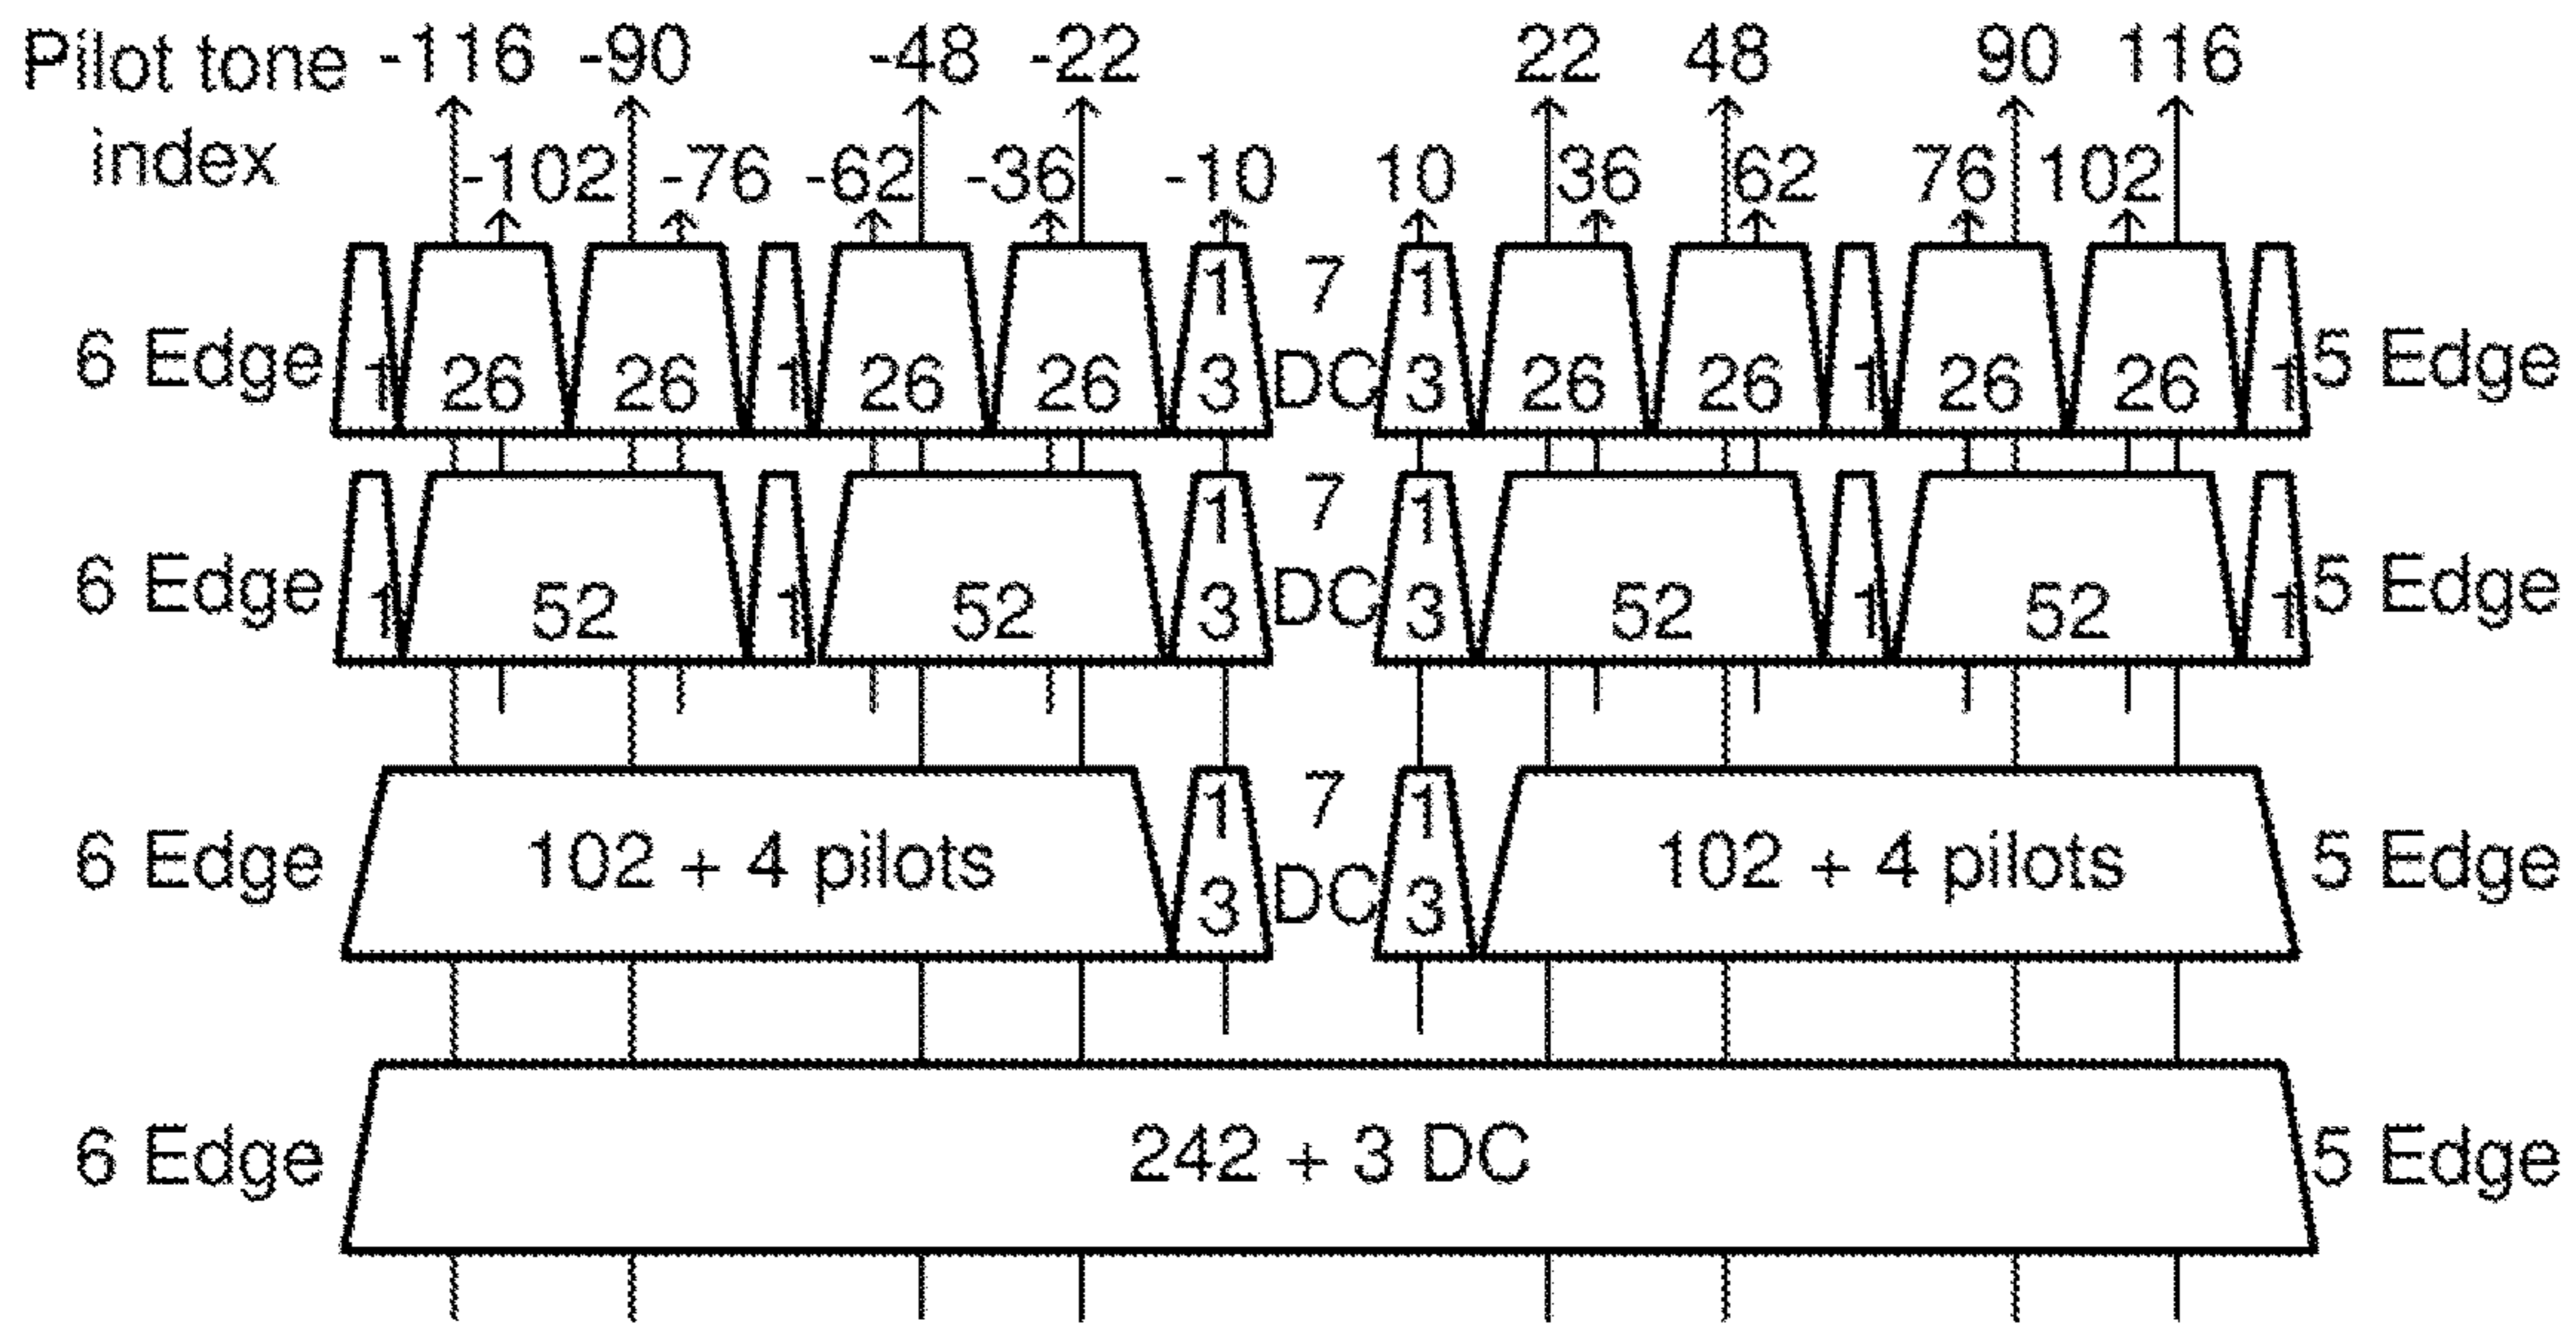 Pilot tone -116 -90 -48 -22 22 48 90 116
index -102 -76 -62 -36 -10 10 36 62 76 102
1 7 1
6 Edge 1 26 26 1 26 26 3 DC 3 26 26 1 26 26 1 5 Edge
1 7 1
6 Edge 1 52 1 52 3 DC 3 52 1 52 1 5 Edge
1 7 1
6 Edge 102 + 4 pilots 3 DC 3 102 + 4 pilots 5 Edge
6 Edge 242 + 3 DC 5 Edge